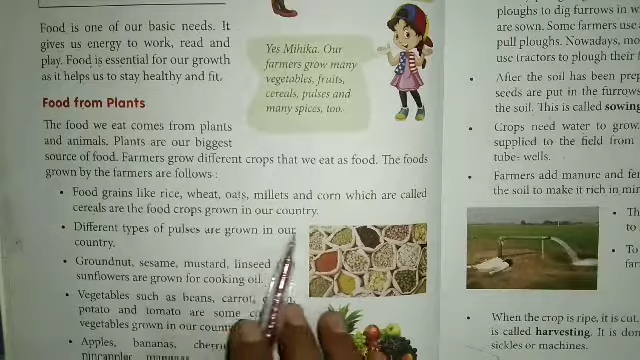 Food is one of our basic needs. It
gives us energy to work, read and
play. Food is essential for our growth
as it helps us to stay healthy and fit.
Yes Mihika. Our
farmers grow many
vegetables, fruits,
cereals, pulses and
many spices, too.
Food from Plants
The food we eat comes from plants
and animals. Plants are our biggest
source of food. Farmers grow different crops that we eat as food. The foods
grown by the farmers are follows :
• Food grains like rice, wheat, oats, millets and corn which are called
cereals are the food crops grown in our country.
• Different types of pulses are grown in our
country.
• Groundnut, sesame, mustard, linseed
sunflowers are grown for cooking oil.
• Vegetables such as beans, carrot,
potato and tomato are some
vegetables grown in our
• Apples, bananas,
ploughs to dig furrows in
are sown. Some farmers use
pull ploughs. Nowadays,
use tractors to plough their
• After the soil has been
seeds are put in the furrows
the soil. This is called sowing
• Crops need water to grow
supplied to the field from
tube- wells.
• Farmers add manure and
the soil to make it rich in
•
to
• To
• When the crop is ripe, it is cut.
is called harvesting. It is
sickles or machines.